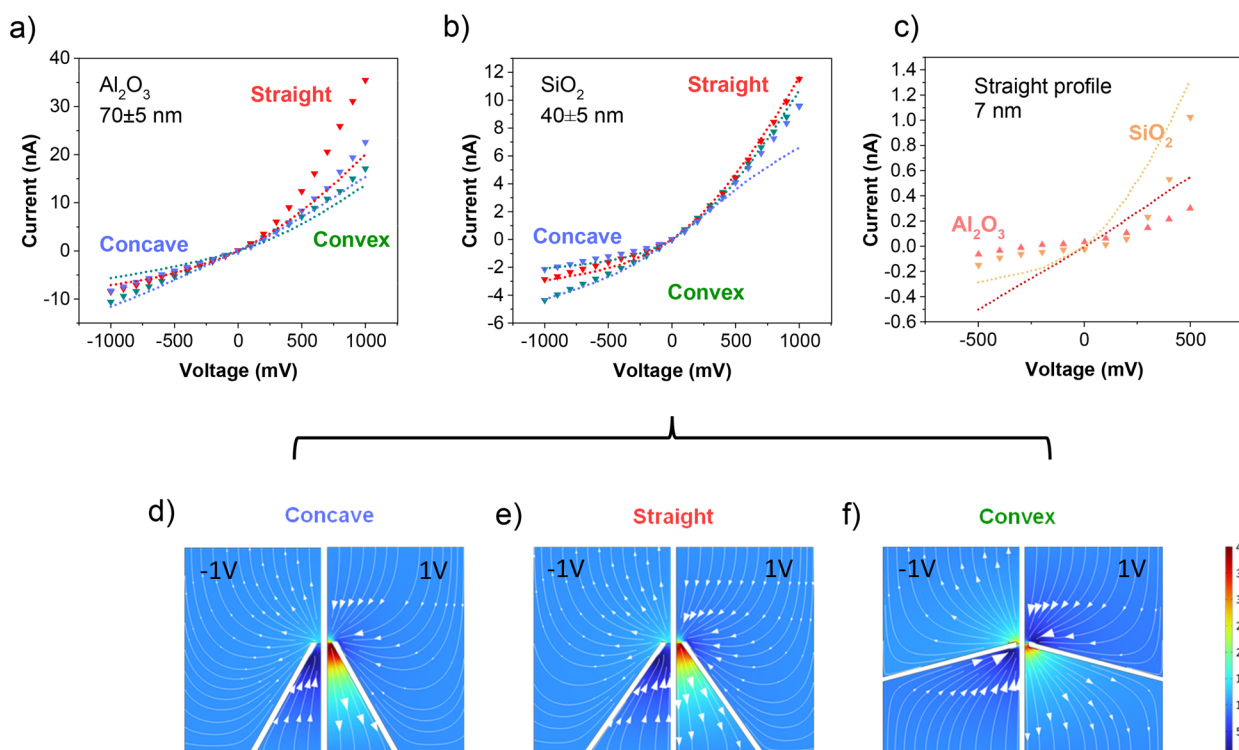 a)
Al₂O₃
70±5 nm
Straight
Concave
Convex
Current (nA)
40
30
20
10
0
-10
-1000
-500
0
500
1000
Voltage (mV)
b)
SiO₂
40±5 nm
Straight
Concave
Convex
Current (nA)
12
10
8
6
4
2
0
-2
-4
-6
-1000
-500
0
500
1000
Voltage (mV)
c)
Straight profile
7 nm
SiO₂
Al₂O₃
Current (nA)
1.4
1.2
1.0
0.8
0.6
0.4
0.2
0.0
-0.2
-0.4
-0.6
-500
0
500
Voltage (mV)
d)
Concave
-1V
1V
e)
Straight
-1V
1V
f)
Convex
-1V
1V